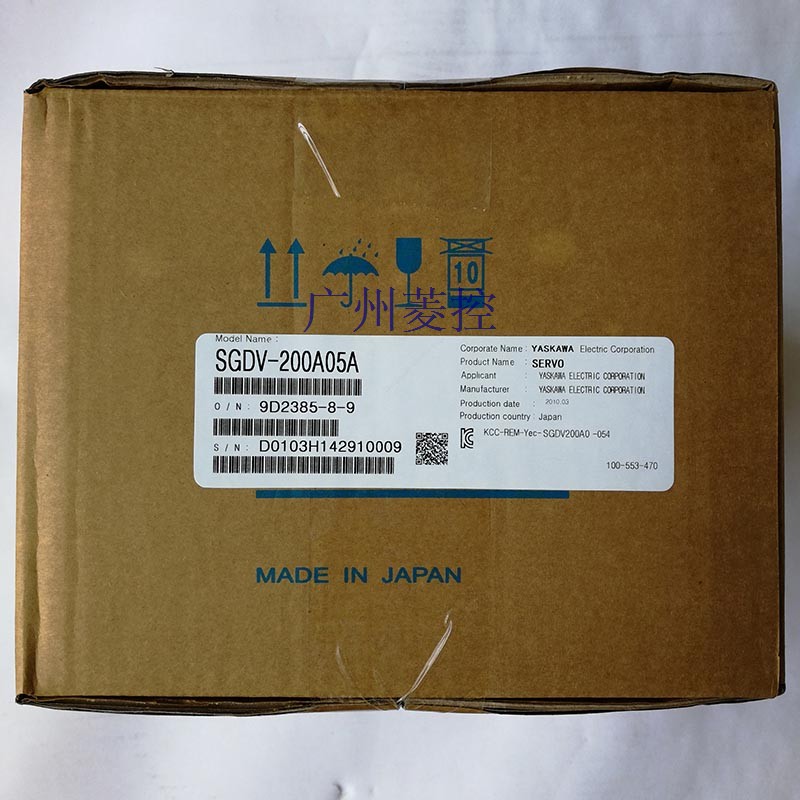 10
广州菱控
Model Name :
SGDV-200A05A
O / N : 9D2385-8-9
S / N : D0103H142910009
Corporate Name : YASKAWA Electric Corporation
Product Name : SERVO
Applicant : YASKAWA ELECTRIC CORPORATION
Manufacturer : YASKAWA ELECTRIC CORPORATION
Production date : 2010.03
Production country : Japan
KCC-REM-Yec-SGDV200A0 -054
100-553-470
MADE IN JAPAN